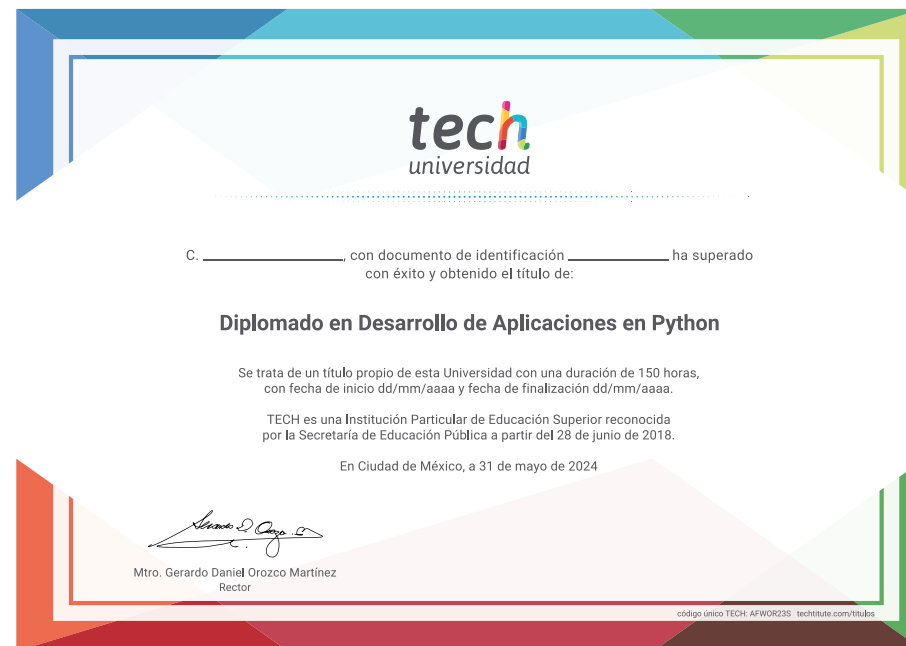 tech
universidad
C. ____________, con documento de identificación ____________ ha superado
con éxito y obtenido el título de:
Diplomado en Desarrollo de Aplicaciones en Python
Se trata de un título propio de esta Universidad con una duración de 150 horas,
con fecha de inicio dd/mm/aaaa y fecha de finalización dd/mm/aaaa.
TECH es una Institución Particular de Educación Superior reconocida
por la Secretaría de Educación Pública a partir del 28 de junio de 2018.
En Ciudad de México, a 31 de mayo de 2024
Mtro. Gerardo Daniel Orozco Martínez
Rector
código único TECH: AFWOR23S techtitute.com/titulos